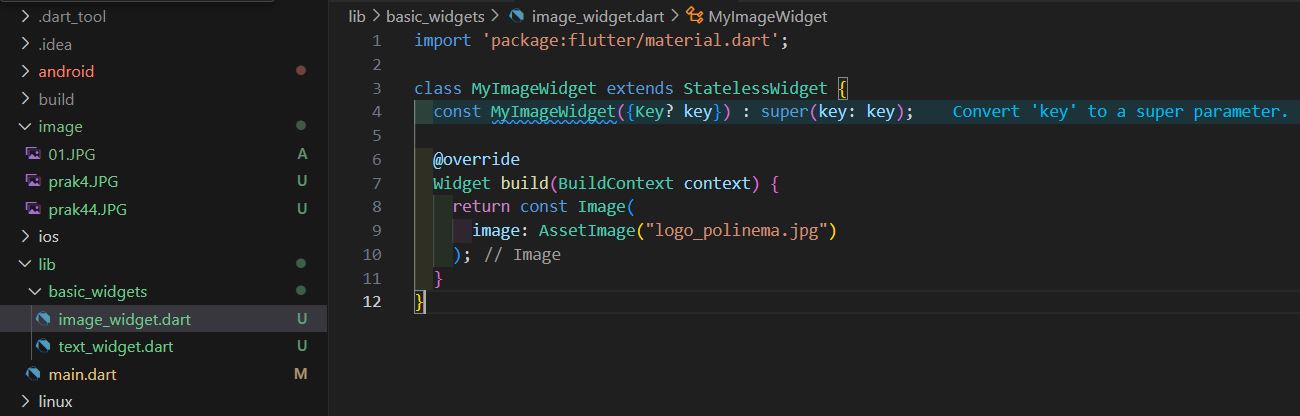 .dart_tool
.idea
android
build
image
01.JPG A
prak4.JPG U
prak44.JPG U
ios
lib
basic_widgets
image_widget.dart U
text_widget.dart U
main.dart M
linux
lib > basic_widgets > image_widget.dart > MyImageWidget
1 import 'package:flutter/material.dart';
2
3 class MyImageWidget extends StatelessWidget {
4 const MyImageWidget({Key? key}) : super(key: key); Convert 'key' to a super parameter.
5
6 @override
7 Widget build(BuildContext context) {
8 return const Image(
9 image: AssetImage("logo_polinema.jpg")
10 ); // Image
11 }
12 }